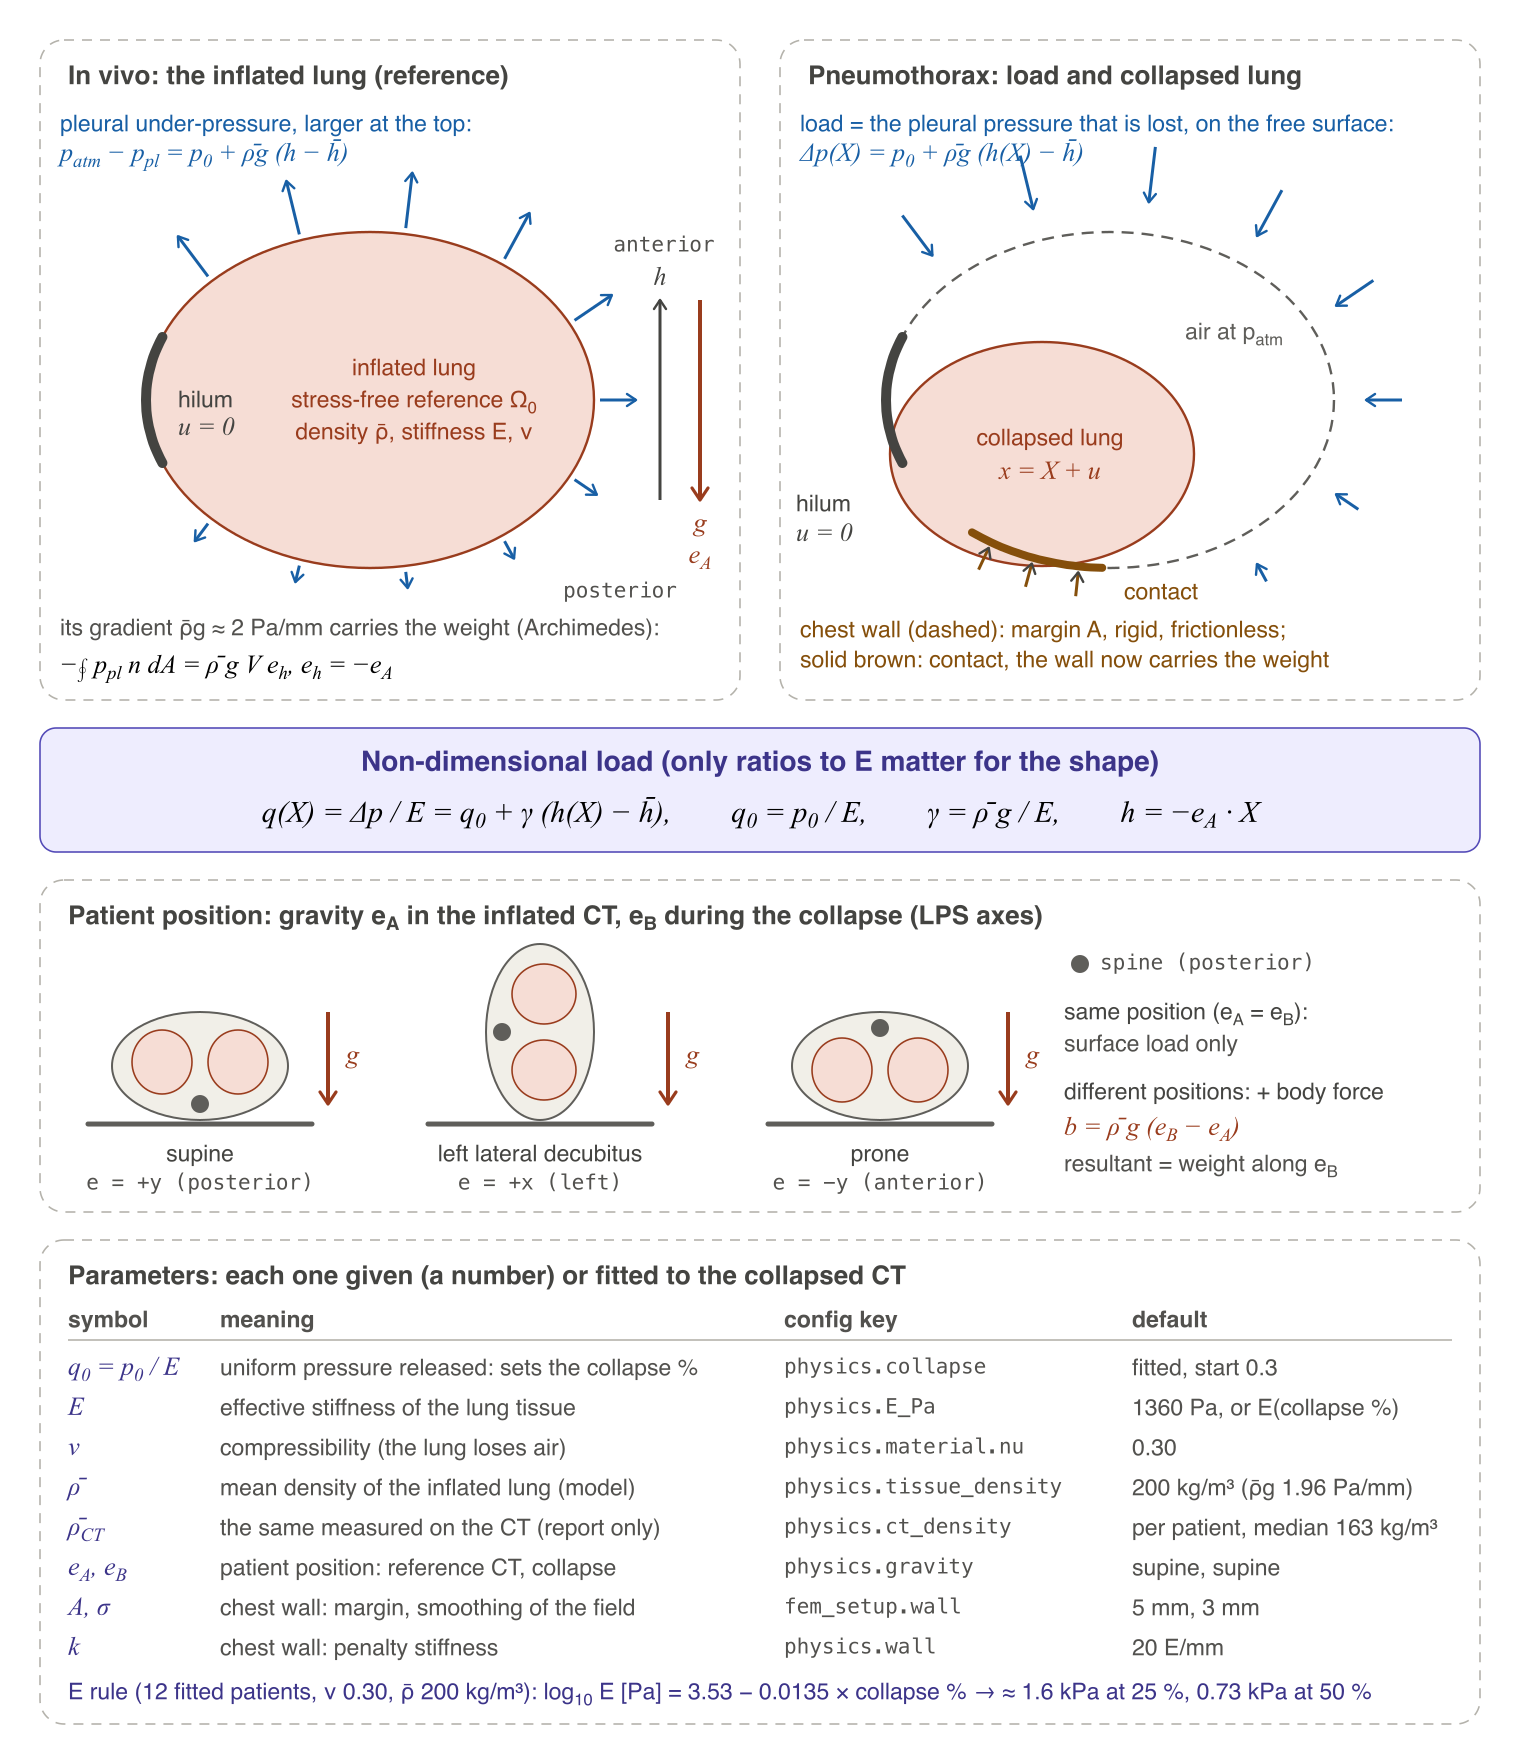 In vivo: the inflated lung (reference)
pleural under-pressure, larger at the top:
p_atm − p_pl = p_0 + ρ̄g (h − h̄)
anterior
h
inflated lung
stress-free reference Ω_0
density ρ̄, stiffness E, ν
hilum
u = 0
g
e_A
posterior
its gradient ρ̄g ≈ 2 Pa/mm carries the weight (Archimedes):
−∮ p_pl n dA = ρ̄ g V e_h, e_h = −e_A
Pneumothorax: load and collapsed lung
load = the pleural pressure that is lost, on the free surface:
Δp(X) = p_0 + ρ̄g (h(X) − h̄)
air at p_atm
collapsed lung
x = X + u
hilum
u = 0
contact
chest wall (dashed): margin A, rigid, frictionless;
solid brown: contact, the wall now carries the weight
Non-dimensional load (only ratios to E matter for the shape)
q(X) = Δp / E = q_0 + γ (h(X) − h̄), q_0 = p_0 / E, γ = ρ̄ g / E, h = −e_A · X
Patient position: gravity e_A in the inflated CT, e_B during the collapse (LPS axes)
g
supine
e = +y (posterior)
g
left lateral decubitus
e = +x (left)
g
prone
e = −y (anterior)
spine (posterior)
same position (e_A = e_B):
surface load only
different positions: + body force
b = ρ̄ g (e_B − e_A)
resultant = weight along e_B
Parameters: each one given (a number) or fitted to the collapsed CT
symbol meaning config key default
q_0 = p_0 / E uniform pressure released: sets the collapse % physics.collapse fitted, start 0.3
E effective stiffness of the lung tissue physics.E_Pa 1360 Pa, or E(collapse %)
ν compressibility (the lung loses air) physics.material.nu 0.30
ρ̄ mean density of the inflated lung (model) physics.tissue_density 200 kg/m³ (ρ̄g 1.96 Pa/mm)
ρ̄_CT the same measured on the CT (report only) physics.ct_density per patient, median 163 kg/m³
e_A, e_B patient position: reference CT, collapse physics.gravity supine, supine
A, σ chest wall: margin, smoothing of the field fem_setup.wall 5 mm, 3 mm
k chest wall: penalty stiffness physics.wall 20 E/mm
E rule (12 fitted patients, ν 0.30, ρ̄ 200 kg/m³): log_10 E [Pa] = 3.53 − 0.0135 × collapse % → ≈ 1.6 kPa at 25 %, 0.73 kPa at 50 %